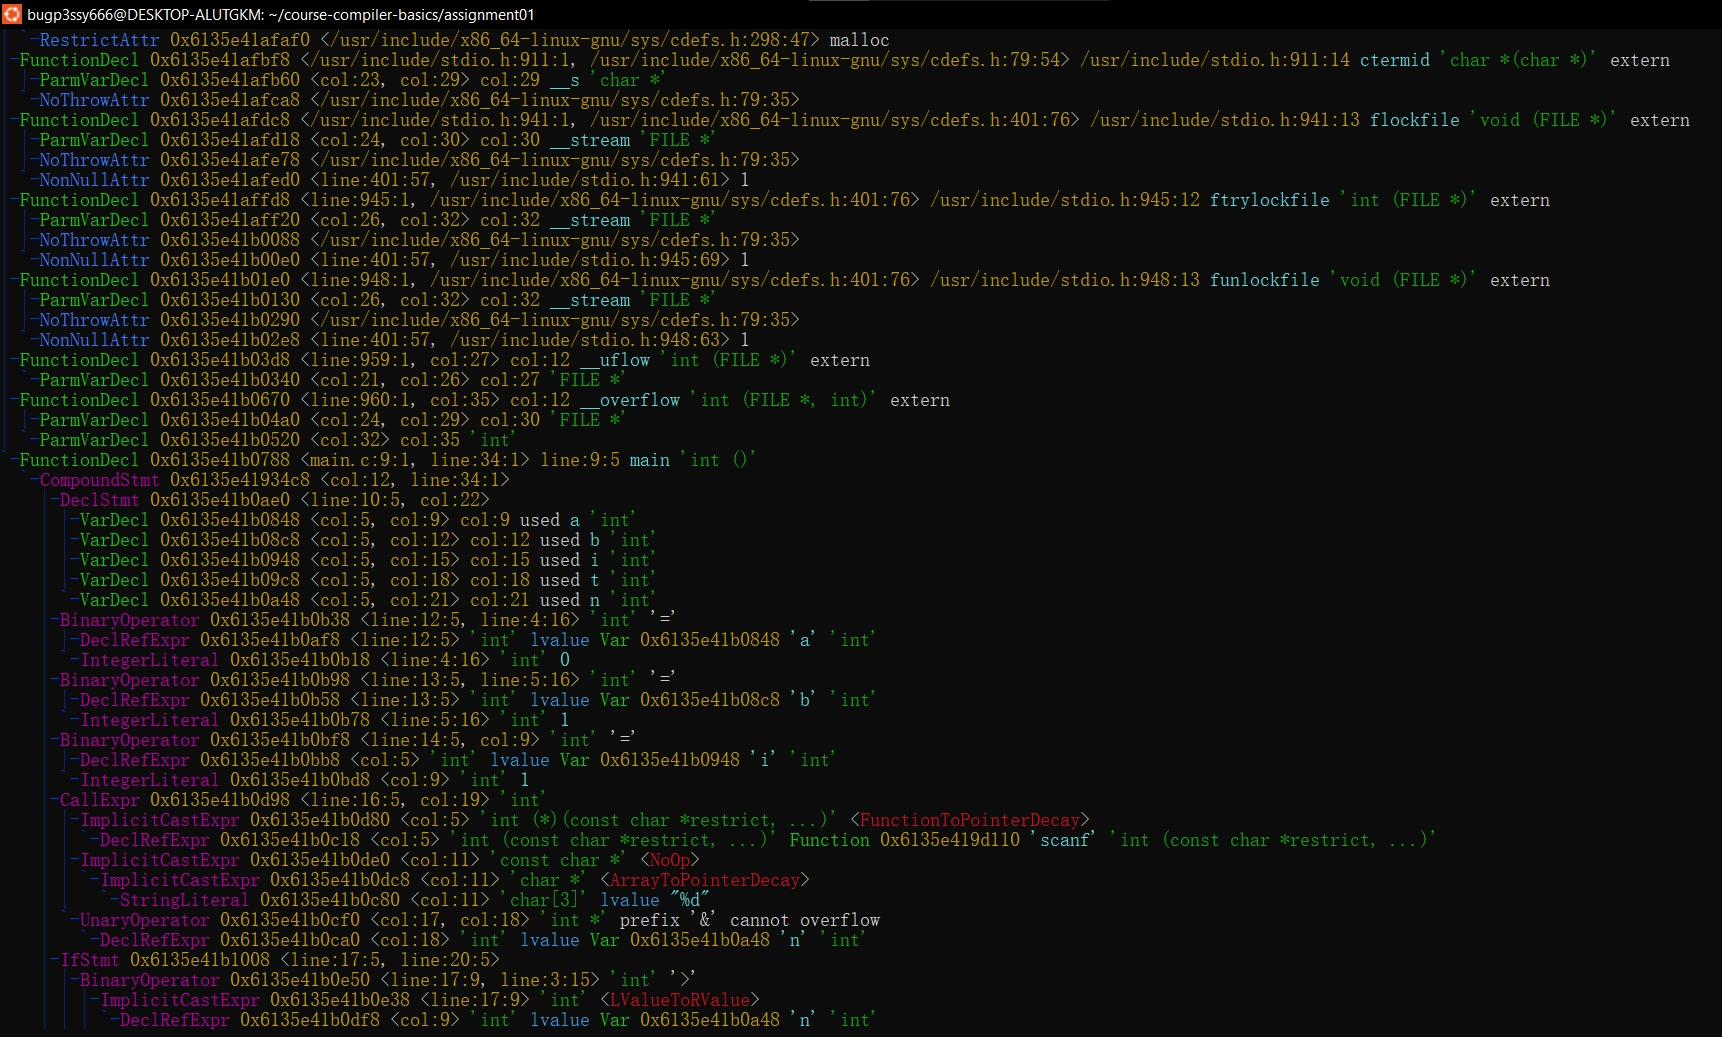 bugp3ssy666@DESKTOP-ALUTGKM: ~/course-compiler-basics/assignment01
| `-RestrictAttr 0x6135e41afaf0 </usr/include/x86_64-linux-gnu/sys/cdefs.h:298:47> malloc
|-FunctionDecl 0x6135e41afbf8 </usr/include/stdio.h:911:1, /usr/include/x86_64-linux-gnu/sys/cdefs.h:79:54> /usr/include/stdio.h:911:14 ctermid 'char *(char *)' extern
| |-ParmVarDecl 0x6135e41afb60 <col:23, col:29> col:29 __s 'char *'
| `-NoThrowAttr 0x6135e41afca8 </usr/include/x86_64-linux-gnu/sys/cdefs.h:79:35>
|-FunctionDecl 0x6135e41afdc8 </usr/include/stdio.h:941:1, /usr/include/x86_64-linux-gnu/sys/cdefs.h:401:76> /usr/include/stdio.h:941:13 flockfile 'void (FILE *)' extern
| |-ParmVarDecl 0x6135e41afd18 <col:24, col:30> col:30 __stream 'FILE *'
| |-NoThrowAttr 0x6135e41afe78 </usr/include/x86_64-linux-gnu/sys/cdefs.h:79:35>
| `-NonNullAttr 0x6135e41afed0 <line:401:57, /usr/include/stdio.h:941:61> 1
|-FunctionDecl 0x6135e41affd8 <line:945:1, /usr/include/x86_64-linux-gnu/sys/cdefs.h:401:76> /usr/include/stdio.h:945:12 ftrylockfile 'int (FILE *)' extern
| |-ParmVarDecl 0x6135e41aff20 <col:26, col:32> col:32 __stream 'FILE *'
| |-NoThrowAttr 0x6135e41b0088 </usr/include/x86_64-linux-gnu/sys/cdefs.h:79:35>
| `-NonNullAttr 0x6135e41b00e0 <line:401:57, /usr/include/stdio.h:945:69> 1
|-FunctionDecl 0x6135e41b01e0 <line:948:1, /usr/include/x86_64-linux-gnu/sys/cdefs.h:401:76> /usr/include/stdio.h:948:13 funlockfile 'void (FILE *)' extern
| |-ParmVarDecl 0x6135e41b0130 <col:26, col:32> col:32 __stream 'FILE *'
| |-NoThrowAttr 0x6135e41b0290 </usr/include/x86_64-linux-gnu/sys/cdefs.h:79:35>
| `-NonNullAttr 0x6135e41b02e8 <line:401:57, /usr/include/stdio.h:948:63> 1
|-FunctionDecl 0x6135e41b03d8 <line:959:1, col:27> col:12 __uflow 'int (FILE *)' extern
| `-ParmVarDecl 0x6135e41b0340 <col:21, col:26> col:27 'FILE *'
|-FunctionDecl 0x6135e41b0670 <line:960:1, col:35> col:12 __overflow 'int (FILE *, int)' extern
| |-ParmVarDecl 0x6135e41b04a0 <col:24, col:29> col:30 'FILE *'
| `-ParmVarDecl 0x6135e41b0520 <col:32> col:35 'int'
`-FunctionDecl 0x6135e41b0788 <main.c:9:1, line:34:1> line:9:5 main 'int ()'
  `-CompoundStmt 0x6135e41934c8 <col:12, line:34:1>
    |-DeclStmt 0x6135e41b0ae0 <line:10:5, col:22>
    | |-VarDecl 0x6135e41b0848 <col:5, col:9> col:9 used a 'int'
    | |-VarDecl 0x6135e41b08c8 <col:5, col:12> col:12 used b 'int'
    | |-VarDecl 0x6135e41b0948 <col:5, col:15> col:15 used i 'int'
    | |-VarDecl 0x6135e41b09c8 <col:5, col:18> col:18 used t 'int'
    | `-VarDecl 0x6135e41b0a48 <col:5, col:21> col:21 used n 'int'
    |-BinaryOperator 0x6135e41b0b38 <line:12:5, line:4:16> 'int' '='
    | |-DeclRefExpr 0x6135e41b0af8 <line:12:5> 'int' lvalue Var 0x6135e41b0848 'a' 'int'
    | `-IntegerLiteral 0x6135e41b0b18 <line:4:16> 'int' 0
    |-BinaryOperator 0x6135e41b0b98 <line:13:5, line:5:16> 'int' '='
    | |-DeclRefExpr 0x6135e41b0b58 <line:13:5> 'int' lvalue Var 0x6135e41b08c8 'b' 'int'
    | `-IntegerLiteral 0x6135e41b0b78 <line:5:16> 'int' 1
    |-BinaryOperator 0x6135e41b0bf8 <line:14:5, col:9> 'int' '='
    | |-DeclRefExpr 0x6135e41b0bb8 <col:5> 'int' lvalue Var 0x6135e41b0948 'i' 'int'
    | `-IntegerLiteral 0x6135e41b0bd8 <col:9> 'int' 1
    |-CallExpr 0x6135e41b0d98 <line:16:5, col:19> 'int'
    | |-ImplicitCastExpr 0x6135e41b0d80 <col:5> 'int (*)(const char *restrict, ...)' <FunctionToPointerDecay>
    | | `-DeclRefExpr 0x6135e41b0c18 <col:5> 'int (const char *restrict, ...)' Function 0x6135e419d110 'scanf' 'int (const char *restrict, ...)'
    | |-ImplicitCastExpr 0x6135e41b0de0 <col:11> 'const char *' <NoOp>
    | | `-ImplicitCastExpr 0x6135e41b0dc8 <col:11> 'char *' <ArrayToPointerDecay>
    | |   `-StringLiteral 0x6135e41b0c80 <col:11> 'char[3]' lvalue "%d"
    | `-UnaryOperator 0x6135e41b0cf0 <col:17, col:18> 'int *' prefix '&' cannot overflow
    |   `-DeclRefExpr 0x6135e41b0ca0 <col:18> 'int' lvalue Var 0x6135e41b0a48 'n' 'int'
    |-IfStmt 0x6135e41b1008 <line:17:5, line:20:5>
    | |-BinaryOperator 0x6135e41b0e50 <line:17:9, line:3:15> 'int' '>'
    | | |-ImplicitCastExpr 0x6135e41b0e38 <line:17:9> 'int' <LValueToRValue>
    | | | `-DeclRefExpr 0x6135e41b0df8 <col:9> 'int' lvalue Var 0x6135e41b0a48 'n' 'int'